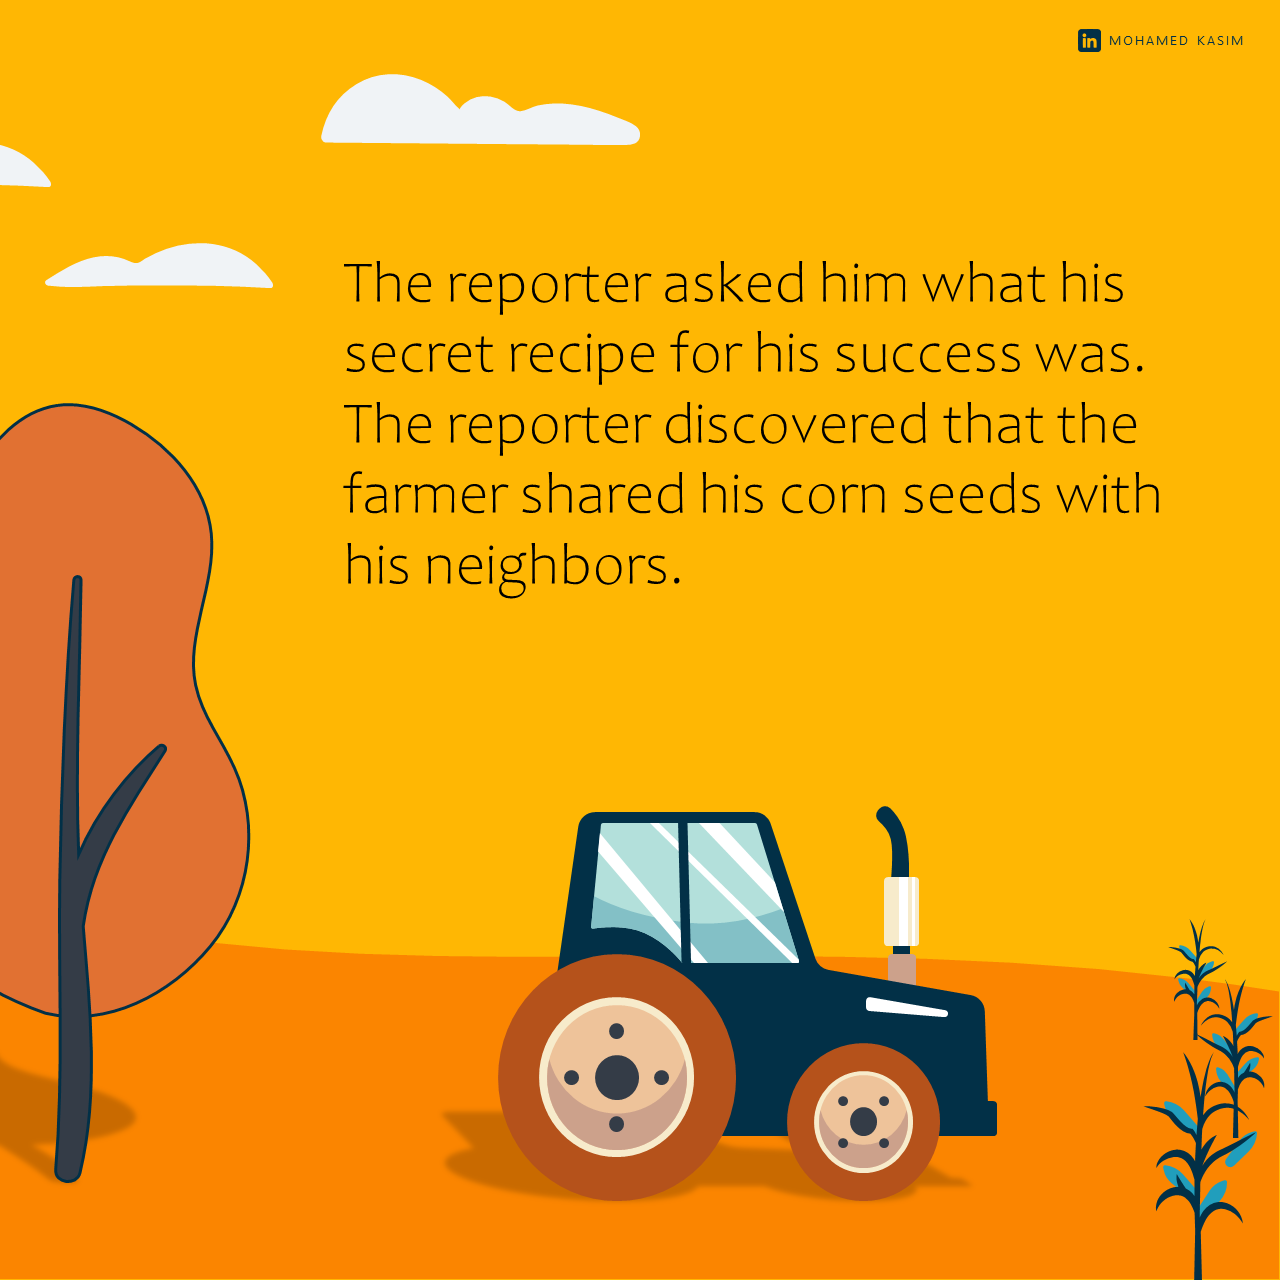 in MOHAMED KASIM
The reporter asked him what his
secret recipe for his success was.
The reporter discovered that the
farmer shared his corn seeds with
his neighbors.